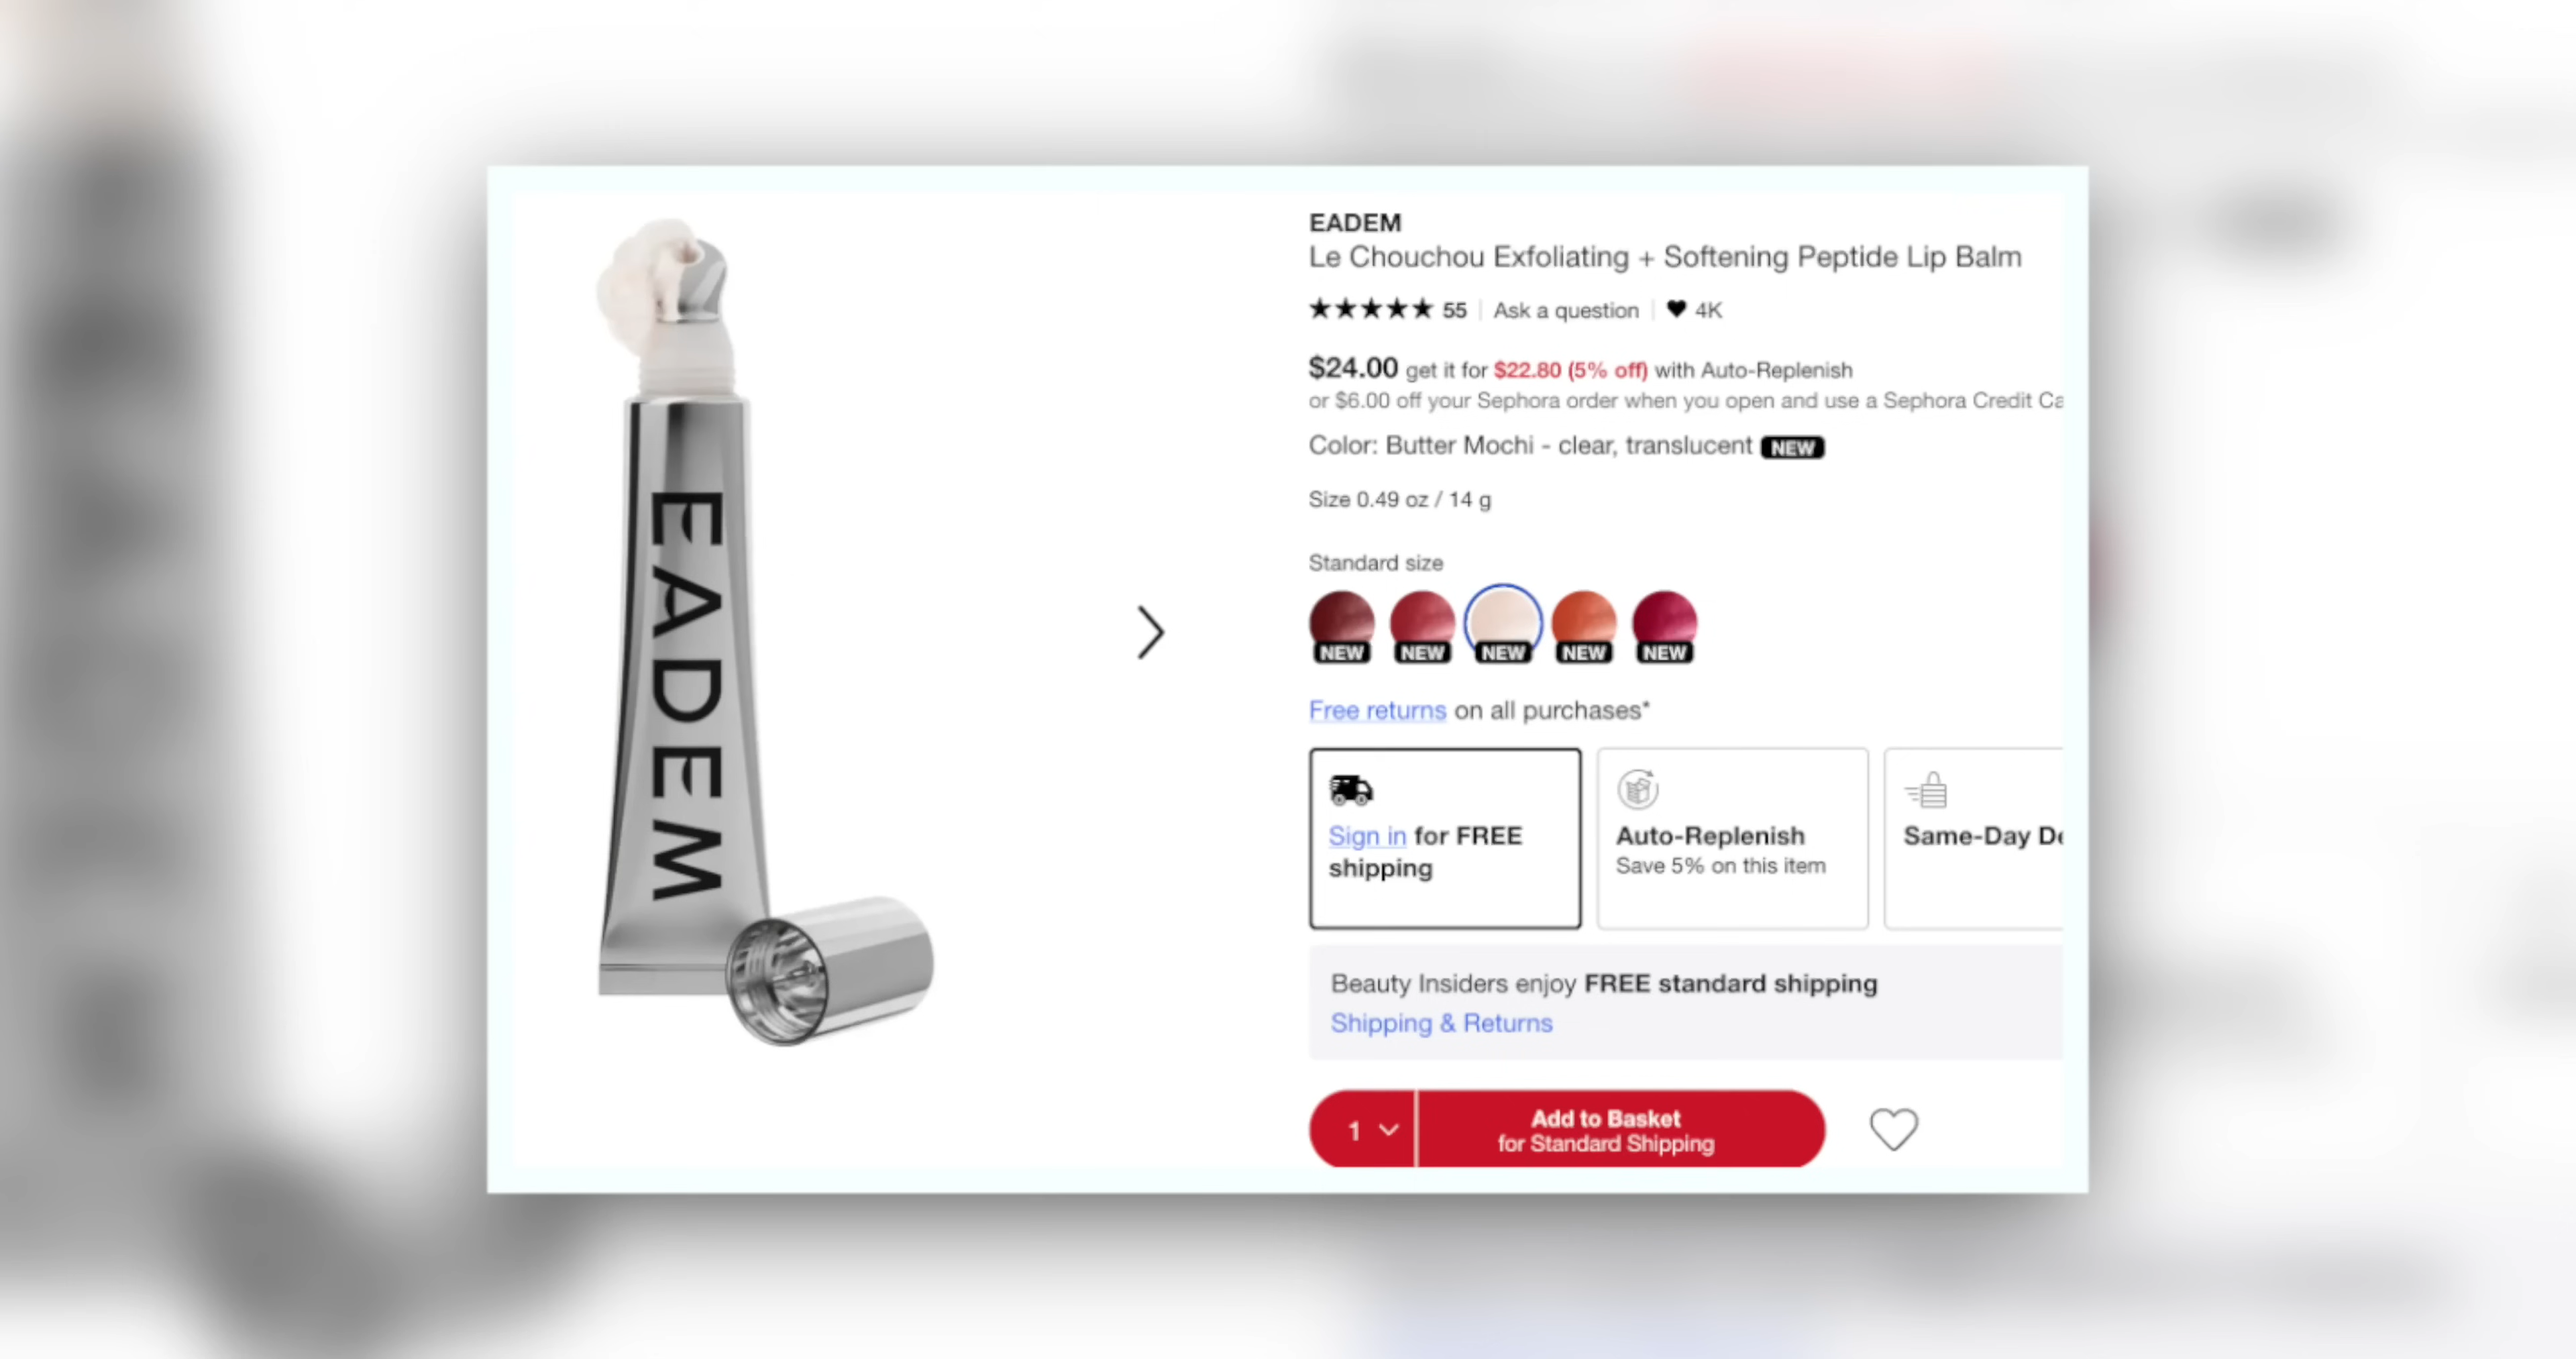 EADEM
EADEM
Le Chouchou Exfoliating + Softening Peptide Lip Balm
55 Ask a question 4K
$24.00 get it for $22.80 (5% off) with Auto-Replenish
or $6.00 off your Sephora order when you open and use a Sephora Credit Ca
Color: Butter Mochi - clear, translucent NEW
Size 0.49 oz / 14 g
Standard size
NEW NEW NEW NEW NEW
Free returns on all purchases*
Sign in for FREE
shipping
Auto-Replenish
Save 5% on this item
Same-Day De
Beauty Insiders enjoy FREE standard shipping
Shipping & Returns
1
Add to Basket
for Standard Shipping